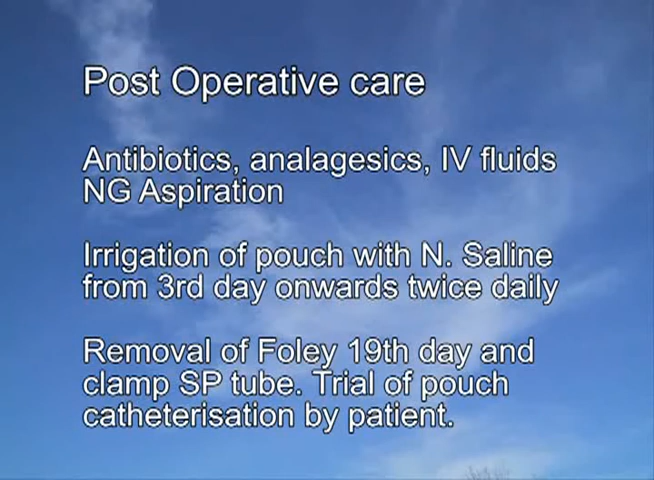 Post Operative care
Antibiotics, analagesics, IV fluids
NG Aspiration
Irrigation of pouch with N. Saline
from 3rd day onwards twice daily
Removal of Foley 19th day and
clamp SP tube. Trial of pouch
catheterisation by patient.